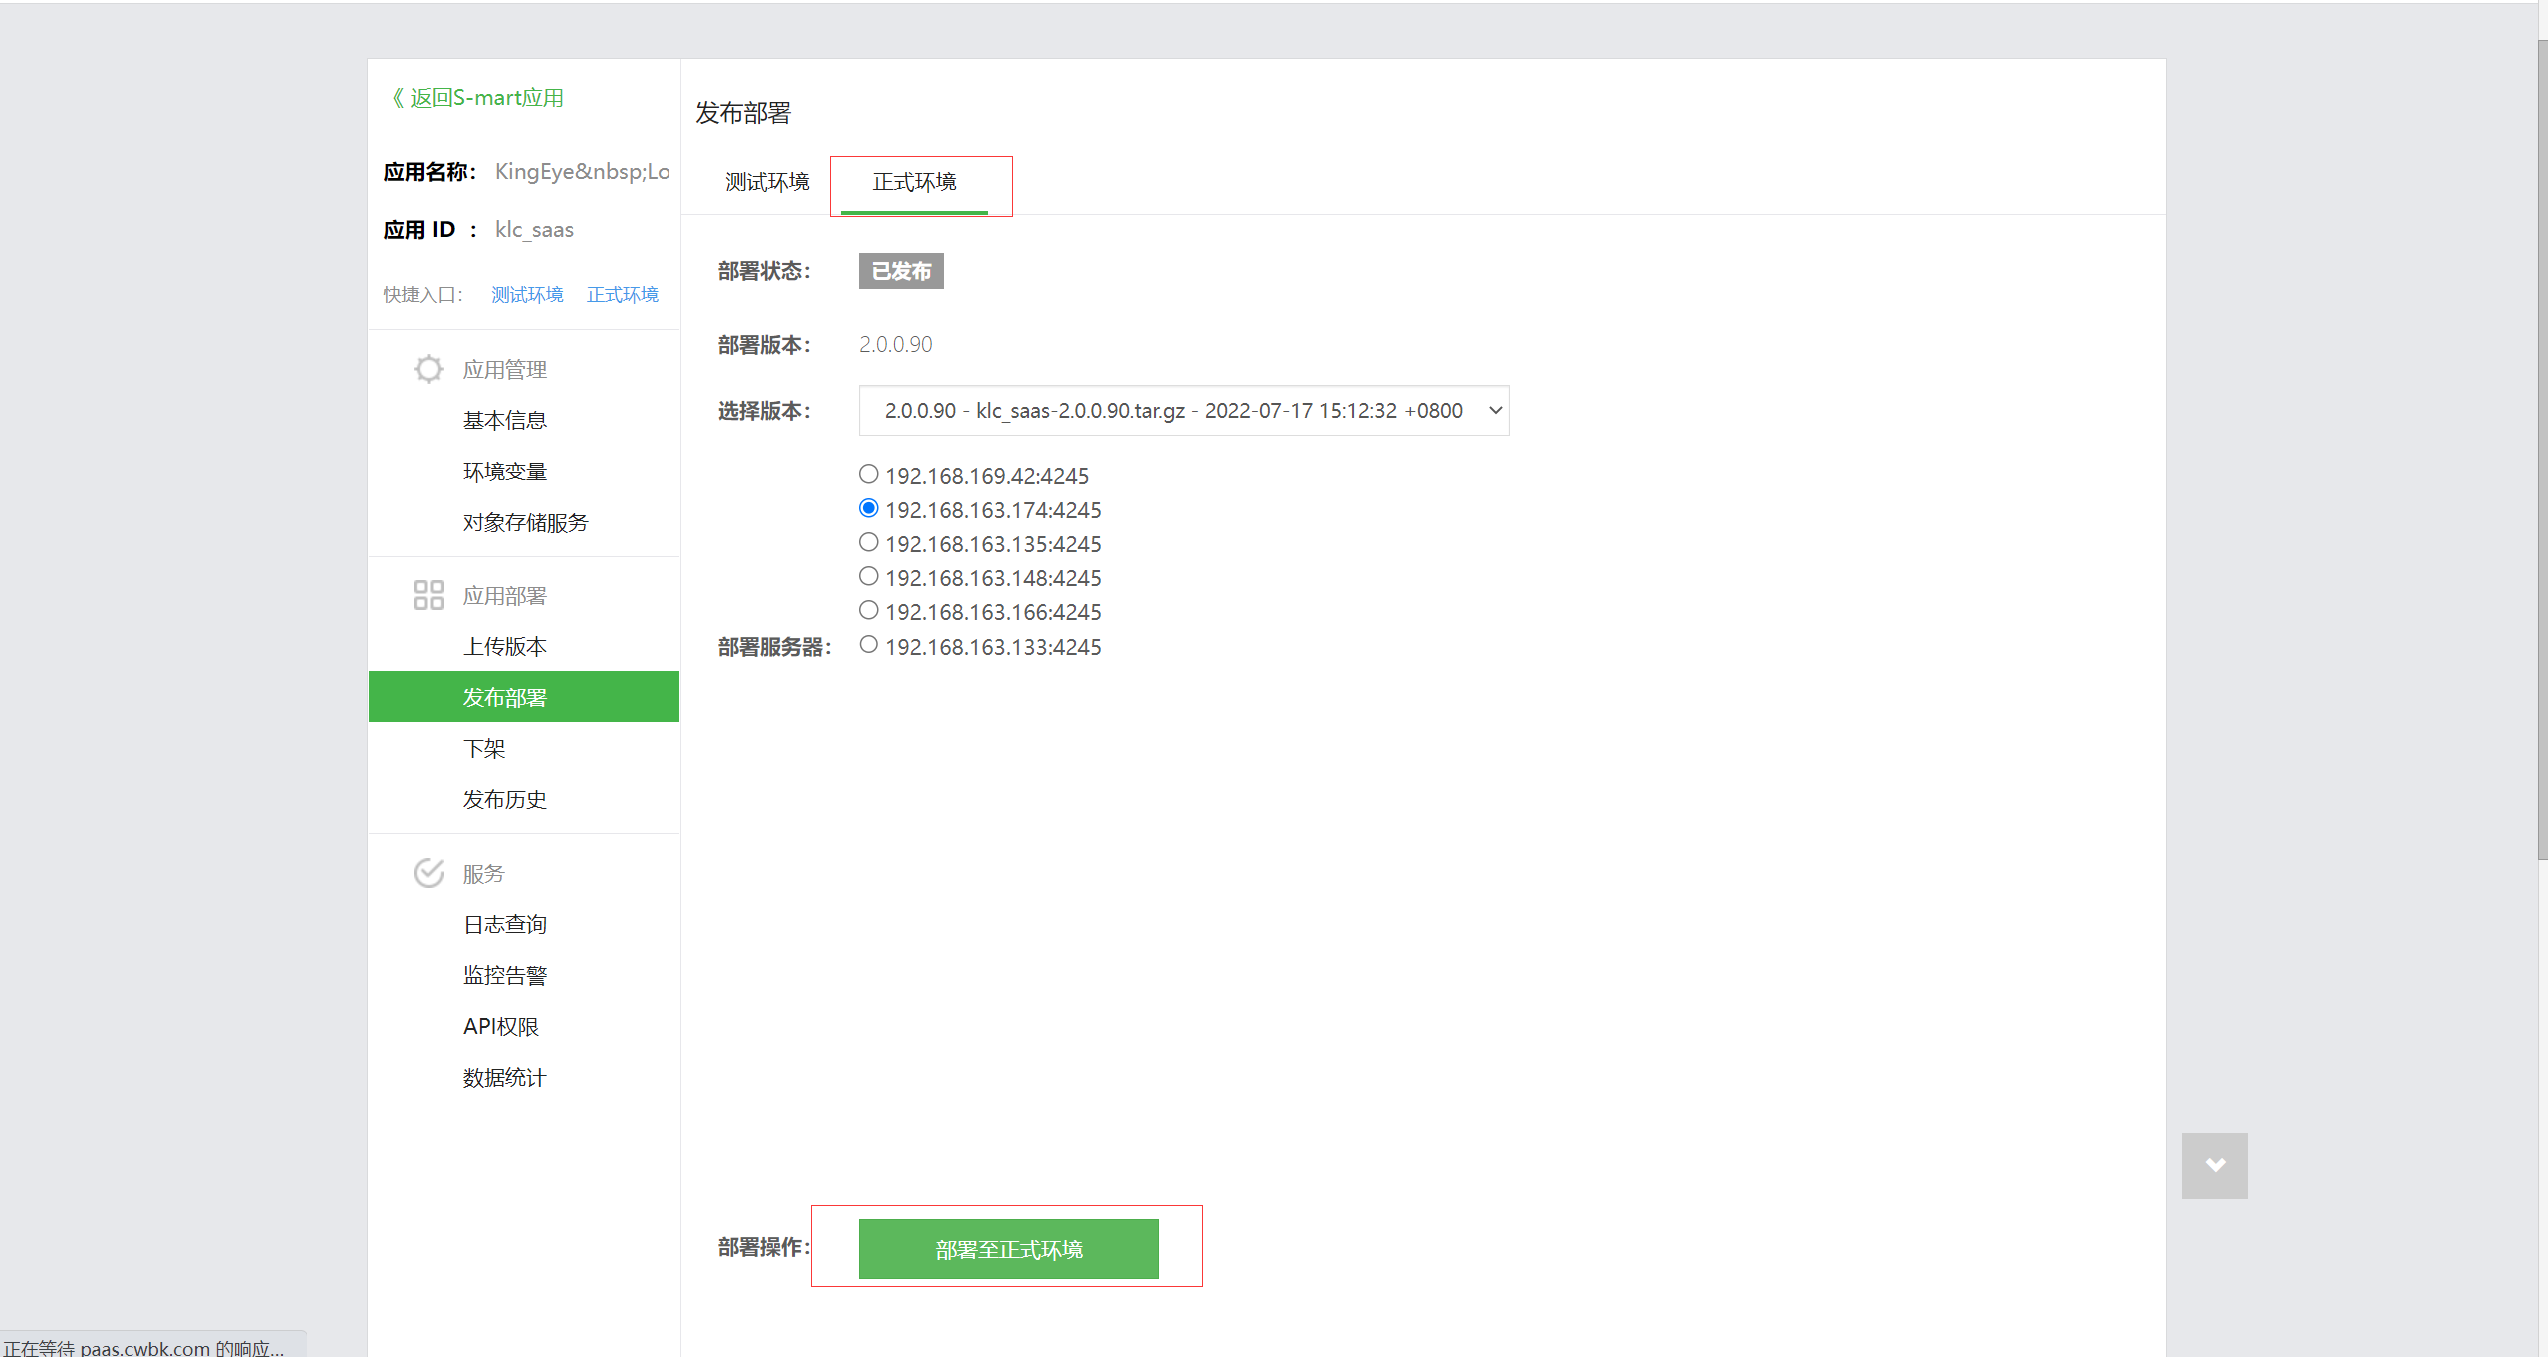 《 返回S-mart应用
应用名称： KingEye&nbsp;Lo
应用 ID ： klc_saas
快捷入口： 测试环境 正式环境
应用管理
基本信息
环境变量
对象存储服务
应用部署
上传版本
发布部署
下架
发布历史
服务
日志查询
监控告警
API权限
数据统计
发布部署
测试环境 正式环境
部署状态： 已发布
部署版本： 2.0.0.90
选择版本： 2.0.0.90 - klc_saas-2.0.0.90.tar.gz - 2022-07-17 15:12:32 +0800
192.168.169.42:4245
192.168.163.174:4245
192.168.163.135:4245
192.168.163.148:4245
192.168.163.166:4245
部署服务器： 192.168.163.133:4245
部署操作： 部署至正式环境
正在等待 paas.cwbk.com 的响应...